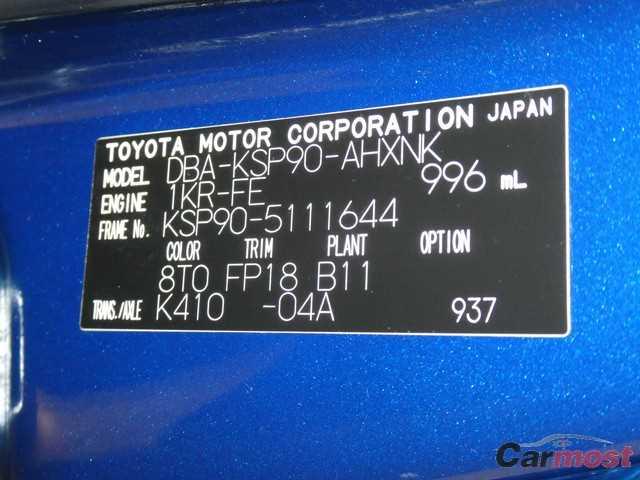 TOYOTA MOTOR CORPORATION JAPAN
MODEL DBA-KSP90-AHXNK
ENGINE 1KR-FE 996 mL
FRAME No. KSP90-5111644
COLOR TRIM PLANT OPTION
8T0 FP18 B11
TRANS./AXLE K410 -04A 937
Carmost